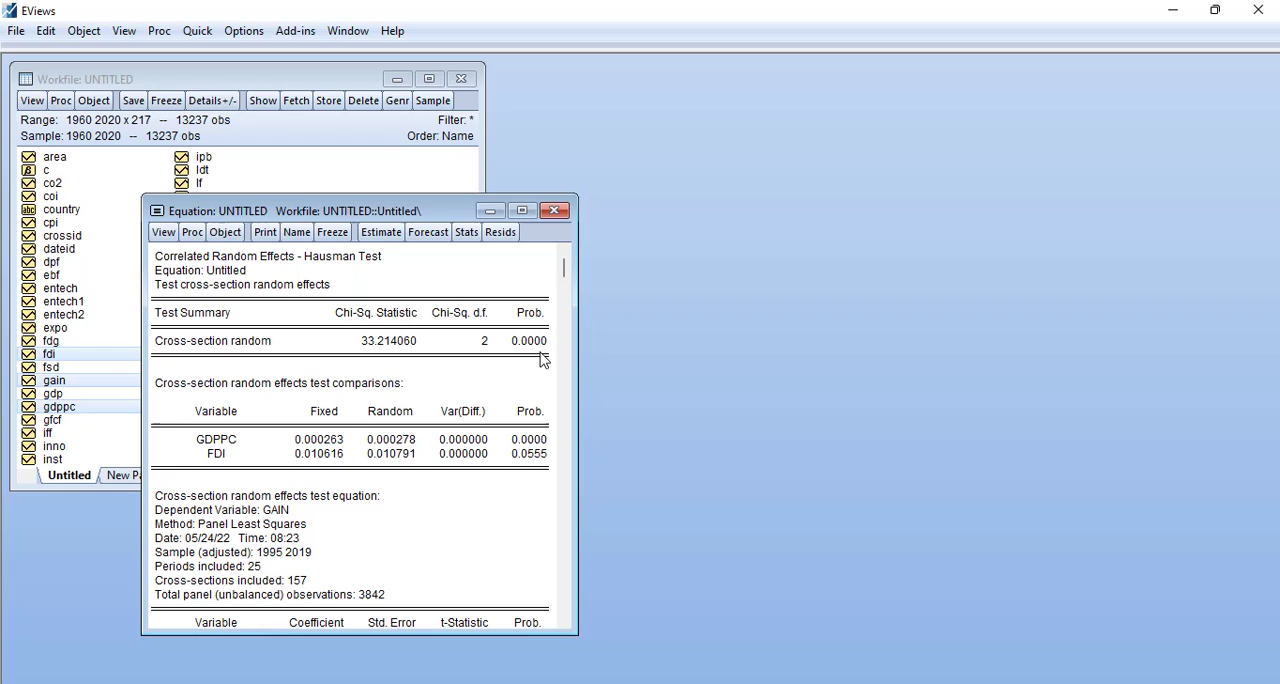 EViews
File Edit Object View Proc Quick Options Add-ins Window Help
Workfile: UNTITLED
View Proc Object Save Freeze Details+/- Show Fetch Store Delete Genr Sample
Range: 1960 2020 x 217 -- 13237 obs Filter: *
Sample: 1960 2020 -- 13237 obs Order: Name
area ipb
c ldt
co2 lf
coi
country
cpi
crossid
dateid
dpf
ebf
entech
entech1
entech2
expo
fdg
fdi
fsd
gain
gdp
gdppc
gfcf
iff
inno
inst
Untitled New Pa
Equation: UNTITLED Workfile: UNTITLED::Untitled\
View Proc Object Print Name Freeze Estimate Forecast Stats Resids
Correlated Random Effects - Hausman Test
Equation: Untitled
Test cross-section random effects
Test Summary Chi-Sq. Statistic Chi-Sq. d.f. Prob.
Cross-section random 33.214060 2 0.0000
Cross-section random effects test comparisons:
Variable Fixed Random Var(Diff.) Prob.
GDPPC 0.000263 0.000278 0.000000 0.0000
FDI 0.010616 0.010791 0.000000 0.0555
Cross-section random effects test equation:
Dependent Variable: GAIN
Method: Panel Least Squares
Date: 05/24/22 Time: 08:23
Sample (adjusted): 1995 2019
Periods included: 25
Cross-sections included: 157
Total panel (unbalanced) observations: 3842
Variable Coefficient Std. Error t-Statistic Prob.